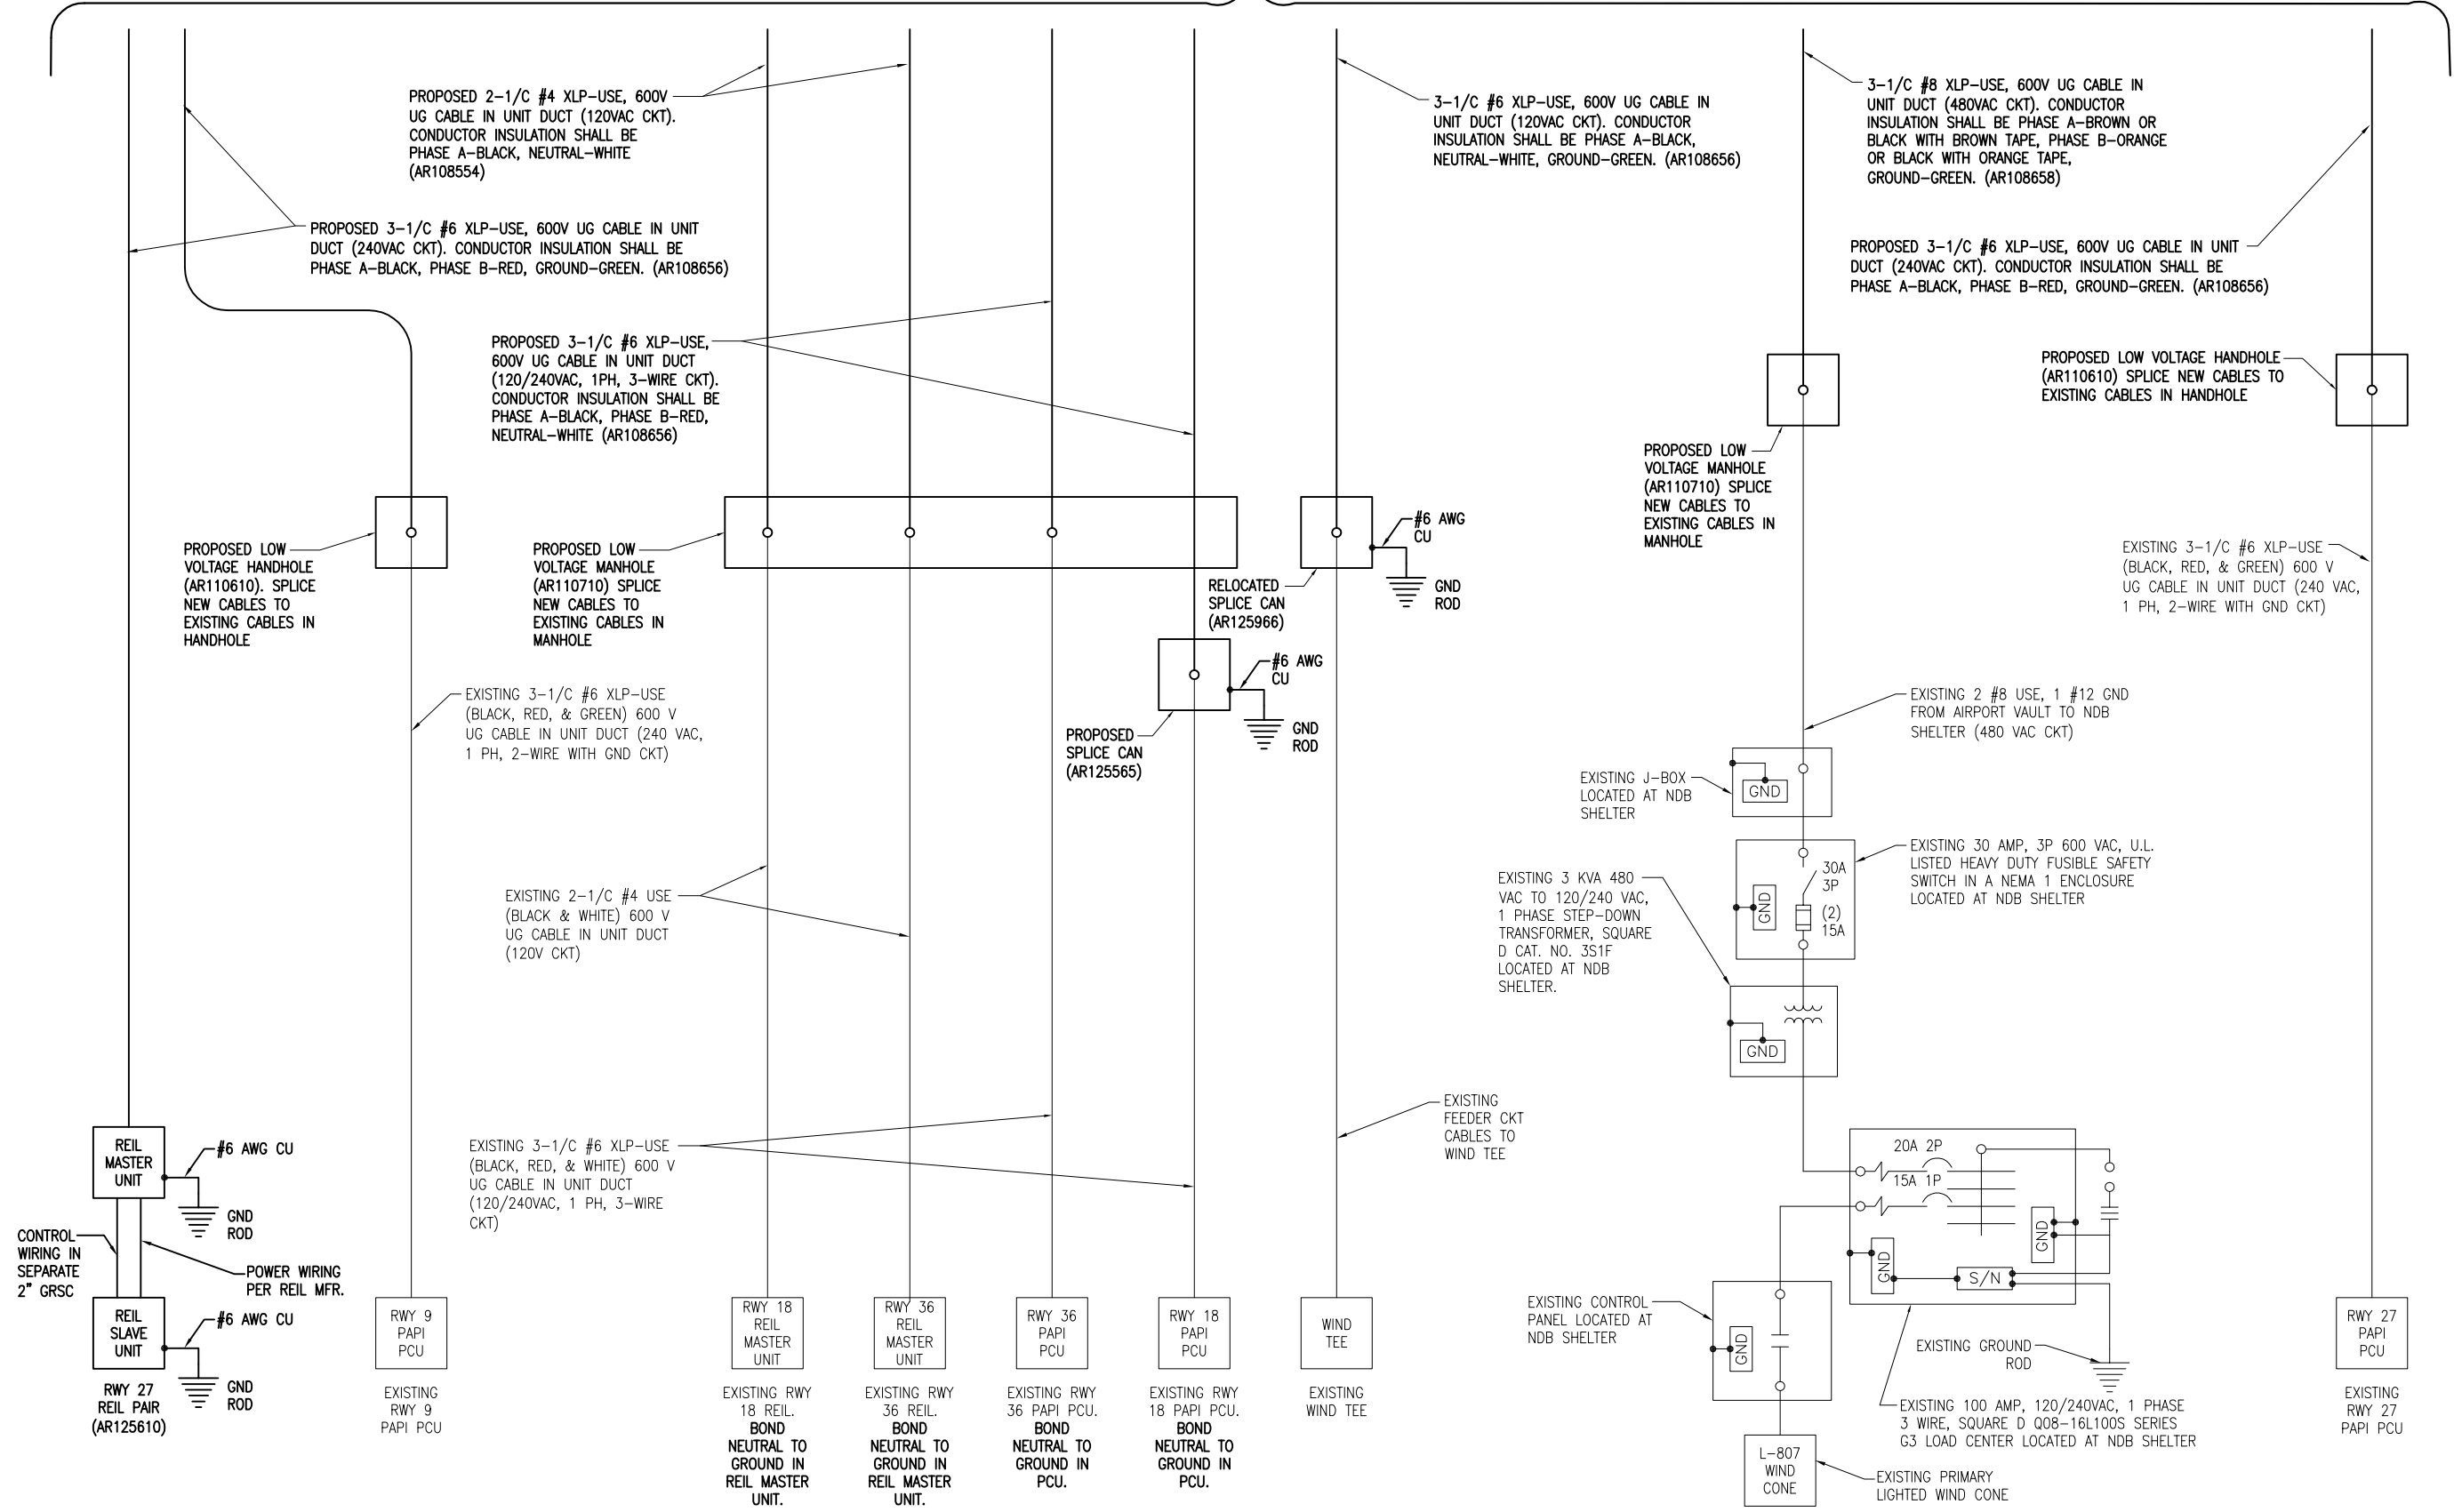 PROPOSED 2-1/C #4 XLP-USE, 600V
UG CABLE IN UNIT DUCT (120VAC CKT).
CONDUCTOR INSULATION SHALL BE
PHASE A-BLACK, NEUTRAL-WHITE
(AR108554)
3-1/C #6 XLP-USE, 600V UG CABLE IN
UNIT DUCT (120VAC CKT). CONDUCTOR
INSULATION SHALL BE PHASE A-BLACK,
NEUTRAL-WHITE, GROUND-GREEN. (AR108656)
3-1/C #8 XLP-USE, 600V UG CABLE IN
UNIT DUCT (480VAC CKT). CONDUCTOR
INSULATION SHALL BE PHASE A-BROWN OR
BLACK WITH BROWN TAPE, PHASE B-ORANGE
OR BLACK WITH ORANGE TAPE,
GROUND-GREEN. (AR108658)
PROPOSED 3-1/C #6 XLP-USE, 600V UG CABLE IN UNIT
DUCT (240VAC CKT). CONDUCTOR INSULATION SHALL BE
PHASE A-BLACK, PHASE B-RED, GROUND-GREEN. (AR108656)
PROPOSED 3-1/C #6 XLP-USE, 600V UG CABLE IN UNIT
DUCT (240VAC CKT). CONDUCTOR INSULATION SHALL BE
PHASE A-BLACK, PHASE B-RED, GROUND-GREEN. (AR108656)
PROPOSED 3-1/C #6 XLP-USE,
600V UG CABLE IN UNIT DUCT
(120/240VAC, 1PH, 3-WIRE CKT).
CONDUCTOR INSULATION SHALL BE
PHASE A-BLACK, PHASE B-RED,
NEUTRAL-WHITE (AR108656)
PROPOSED LOW VOLTAGE HANDHOLE
(AR110610) SPLICE NEW CABLES TO
EXISTING CABLES IN HANDHOLE
PROPOSED LOW
VOLTAGE MANHOLE
(AR110710) SPLICE
NEW CABLES TO
EXISTING CABLES IN
MANHOLE
PROPOSED LOW
VOLTAGE HANDHOLE
(AR110610). SPLICE
NEW CABLES TO
EXISTING CABLES IN
HANDHOLE
PROPOSED LOW
VOLTAGE MANHOLE
(AR110710) SPLICE
NEW CABLES TO
EXISTING CABLES IN
MANHOLE
#6 AWG
CU
GND
ROD
RELOCATED
SPLICE CAN
(AR125966)
EXISTING 3-1/C #6 XLP-USE
(BLACK, RED, & GREEN) 600 V
UG CABLE IN UNIT DUCT (240 VAC,
1 PH, 2-WIRE WITH GND CKT)
#6 AWG
CU
GND
ROD
PROPOSED
SPLICE CAN
(AR125565)
EXISTING 3-1/C #6 XLP-USE
(BLACK, RED, & GREEN) 600 V
UG CABLE IN UNIT DUCT (240 VAC,
1 PH, 2-WIRE WITH GND CKT)
EXISTING 2 #8 USE, 1 #12 GND
FROM AIRPORT VAULT TO NDB
SHELTER (480 VAC CKT)
EXISTING J-BOX
LOCATED AT NDB
SHELTER
GND
EXISTING 30 AMP, 3P 600 VAC, U.L.
LISTED HEAVY DUTY FUSIBLE SAFETY
SWITCH IN A NEMA 1 ENCLOSURE
LOCATED AT NDB SHELTER
30A
3P
(2)
15A
GND
EXISTING 3 KVA 480
VAC TO 120/240 VAC,
1 PHASE STEP-DOWN
TRANSFORMER, SQUARE
D CAT. NO. 3S1F
LOCATED AT NDB
SHELTER.
GND
EXISTING 2-1/C #4 USE
(BLACK & WHITE) 600 V
UG CABLE IN UNIT DUCT
(120V CKT)
EXISTING
FEEDER CKT
CABLES TO
WIND TEE
EXISTING 3-1/C #6 XLP-USE
(BLACK, RED, & WHITE) 600 V
UG CABLE IN UNIT DUCT
(120/240VAC, 1 PH, 3-WIRE
CKT)
REIL
MASTER
UNIT
#6 AWG CU
GND
ROD
CONTROL
WIRING IN
SEPARATE
2" GRSC
POWER WIRING
PER REIL MFR.
REIL
SLAVE
UNIT
#6 AWG CU
GND
ROD
RWY 27
REIL PAIR
(AR125610)
RWY 9
PAPI
PCU
EXISTING
RWY 9
PAPI PCU
RWY 18
REIL
MASTER
UNIT
EXISTING RWY
18 REIL.
BOND
NEUTRAL TO
GROUND IN
REIL MASTER
UNIT.
RWY 36
REIL
MASTER
UNIT
EXISTING RWY
36 REIL.
BOND
NEUTRAL TO
GROUND IN
REIL MASTER
UNIT.
RWY 36
PAPI
PCU
EXISTING RWY
36 PAPI PCU.
BOND
NEUTRAL TO
GROUND IN
PCU.
RWY 18
PAPI
PCU
EXISTING RWY
18 PAPI PCU.
BOND
NEUTRAL TO
GROUND IN
PCU.
WIND
TEE
EXISTING
WIND TEE
20A 2P
15A 1P
GND
GND
S/N
EXISTING CONTROL
PANEL LOCATED AT
NDB SHELTER
GND
EXISTING GROUND
ROD
EXISTING 100 AMP, 120/240VAC, 1 PHASE
3 WIRE, SQUARE D Q08-16L100S SERIES
G3 LOAD CENTER LOCATED AT NDB SHELTER
L-807
WIND
CONE
EXISTING PRIMARY
LIGHTED WIND CONE
RWY 27
PAPI
PCU
EXISTING
RWY 27
PAPI PCU